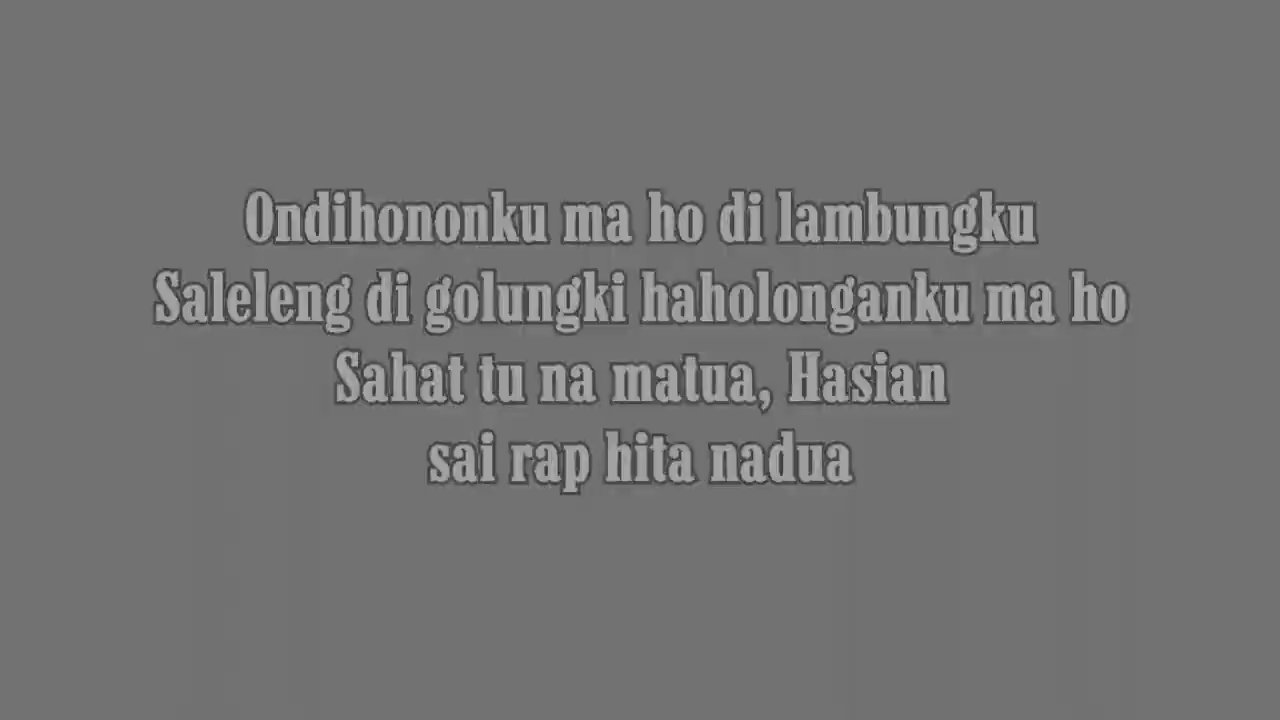 Ondihononku ma ho di lambungku
Saleleng di golungki haholonganku ma ho
Sahat tu na matua, Hasian
sai rap hita nadua